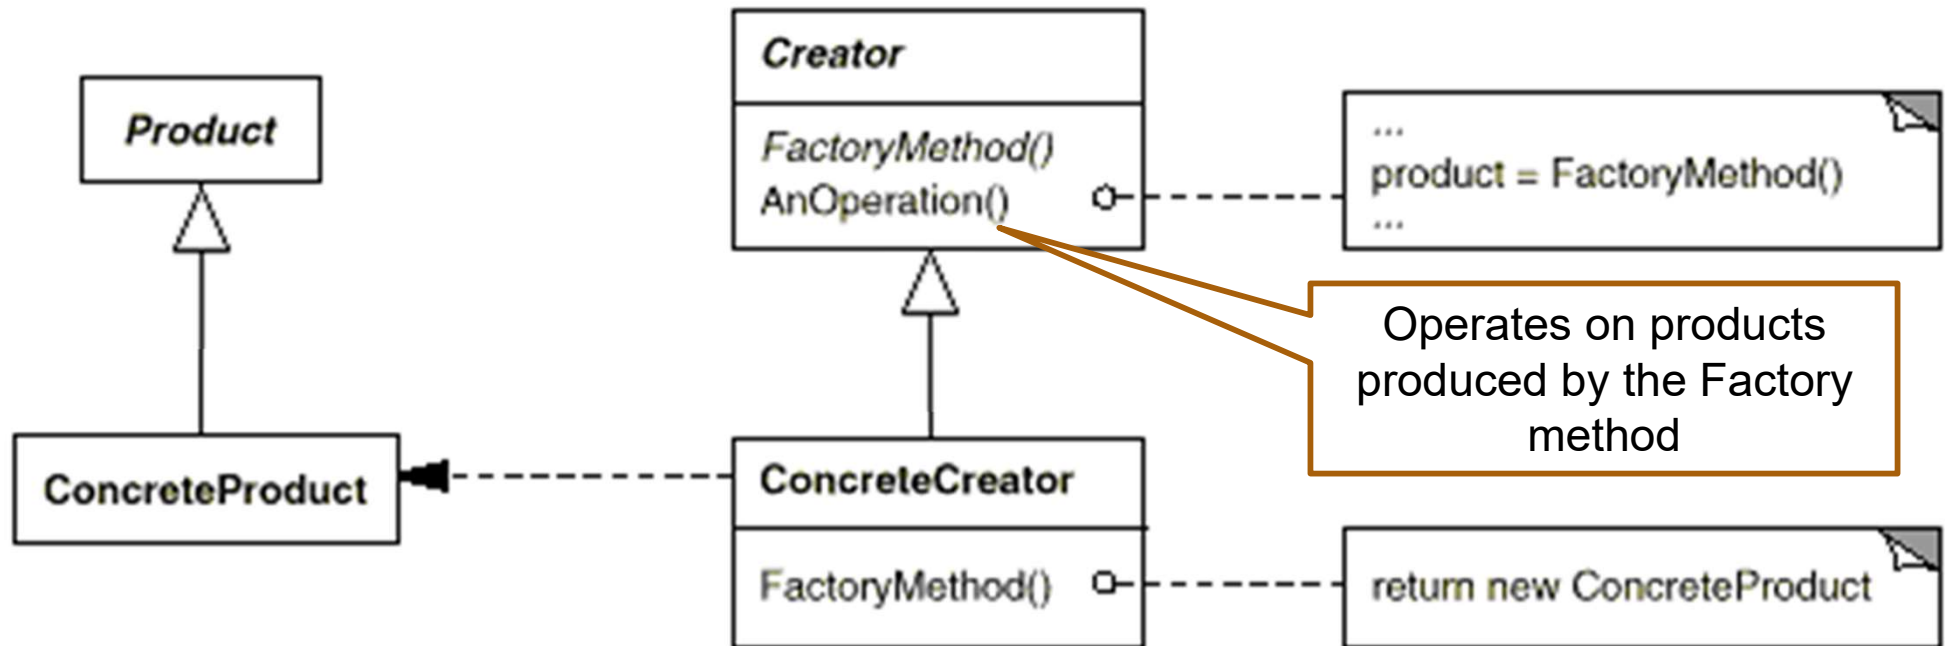 Product
ConcreteProduct
Creator
FactoryMethod()
AnOperation()
...
product = FactoryMethod()
...
Operates on products
produced by the Factory
method
ConcreteCreator
FactoryMethod()
return new ConcreteProduct